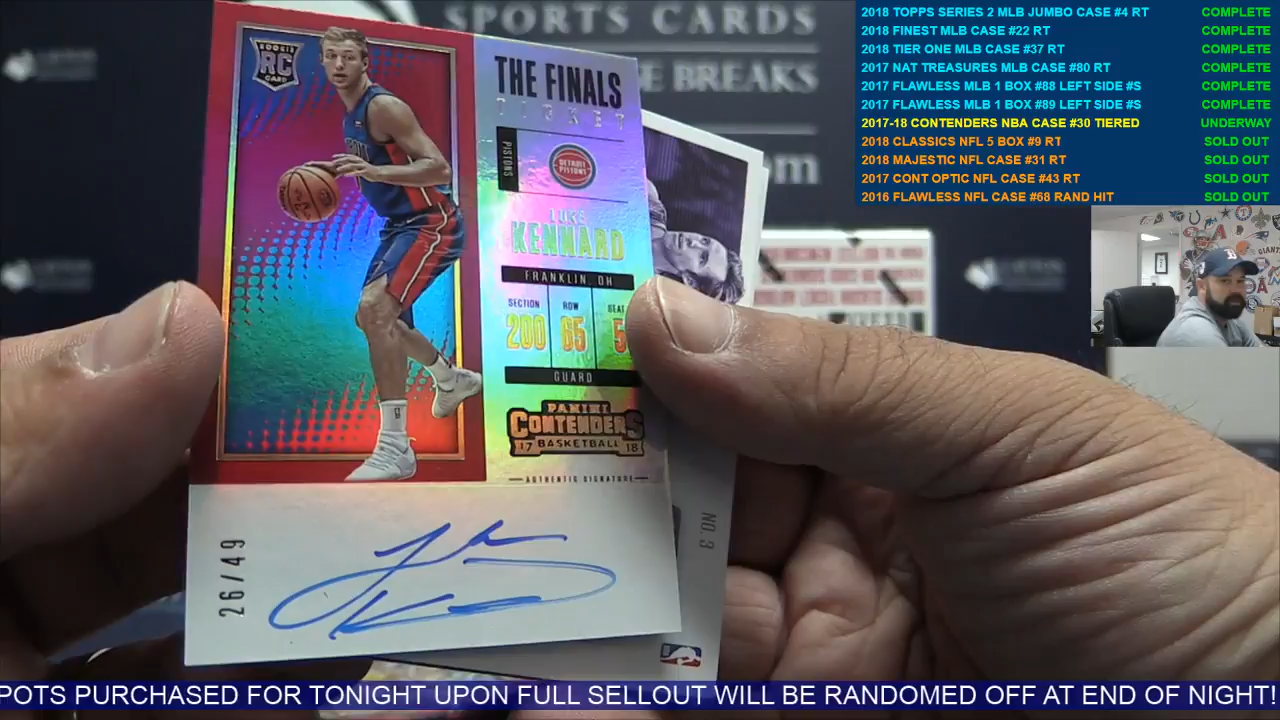 SPORTS CARDS
E BREAKS
om
2018 TOPPS SERIES 2 MLB JUMBO CASE #4 RT COMPLETE
2018 FINEST MLB CASE #22 RT COMPLETE
2018 TIER ONE MLB CASE #37 RT COMPLETE
2017 NAT TREASURES MLB CASE #80 RT COMPLETE
2017 FLAWLESS MLB 1 BOX #88 LEFT SIDE #S COMPLETE
2017 FLAWLESS MLB 1 BOX #89 LEFT SIDE #S COMPLETE
2017-18 CONTENDERS NBA CASE #30 TIERED UNDERWAY
2018 CLASSICS NFL 5 BOX #9 RT SOLD OUT
2018 MAJESTIC NFL CASE #31 RT SOLD OUT
2017 CONT OPTIC NFL CASE #43 RT SOLD OUT
2016 FLAWLESS NFL CASE #68 RAND HIT SOLD OUT
ROOKIE
RC
CARD
THE FINALS
TICKET
PISTONS
DETROIT
PISTONS
LUKE
KENNARD
FRANKLIN, OH
SECTION ROW SEAT
200 65 5
GUARD
PANINI
CONTENDERS
17 BASKETBALL 18
AUTHENTIC SIGNATURE
26/49
NO. 3
POTS PURCHASED FOR TONIGHT UPON FULL SELLOUT WILL BE RANDOMED OFF AT END OF NIGHT!